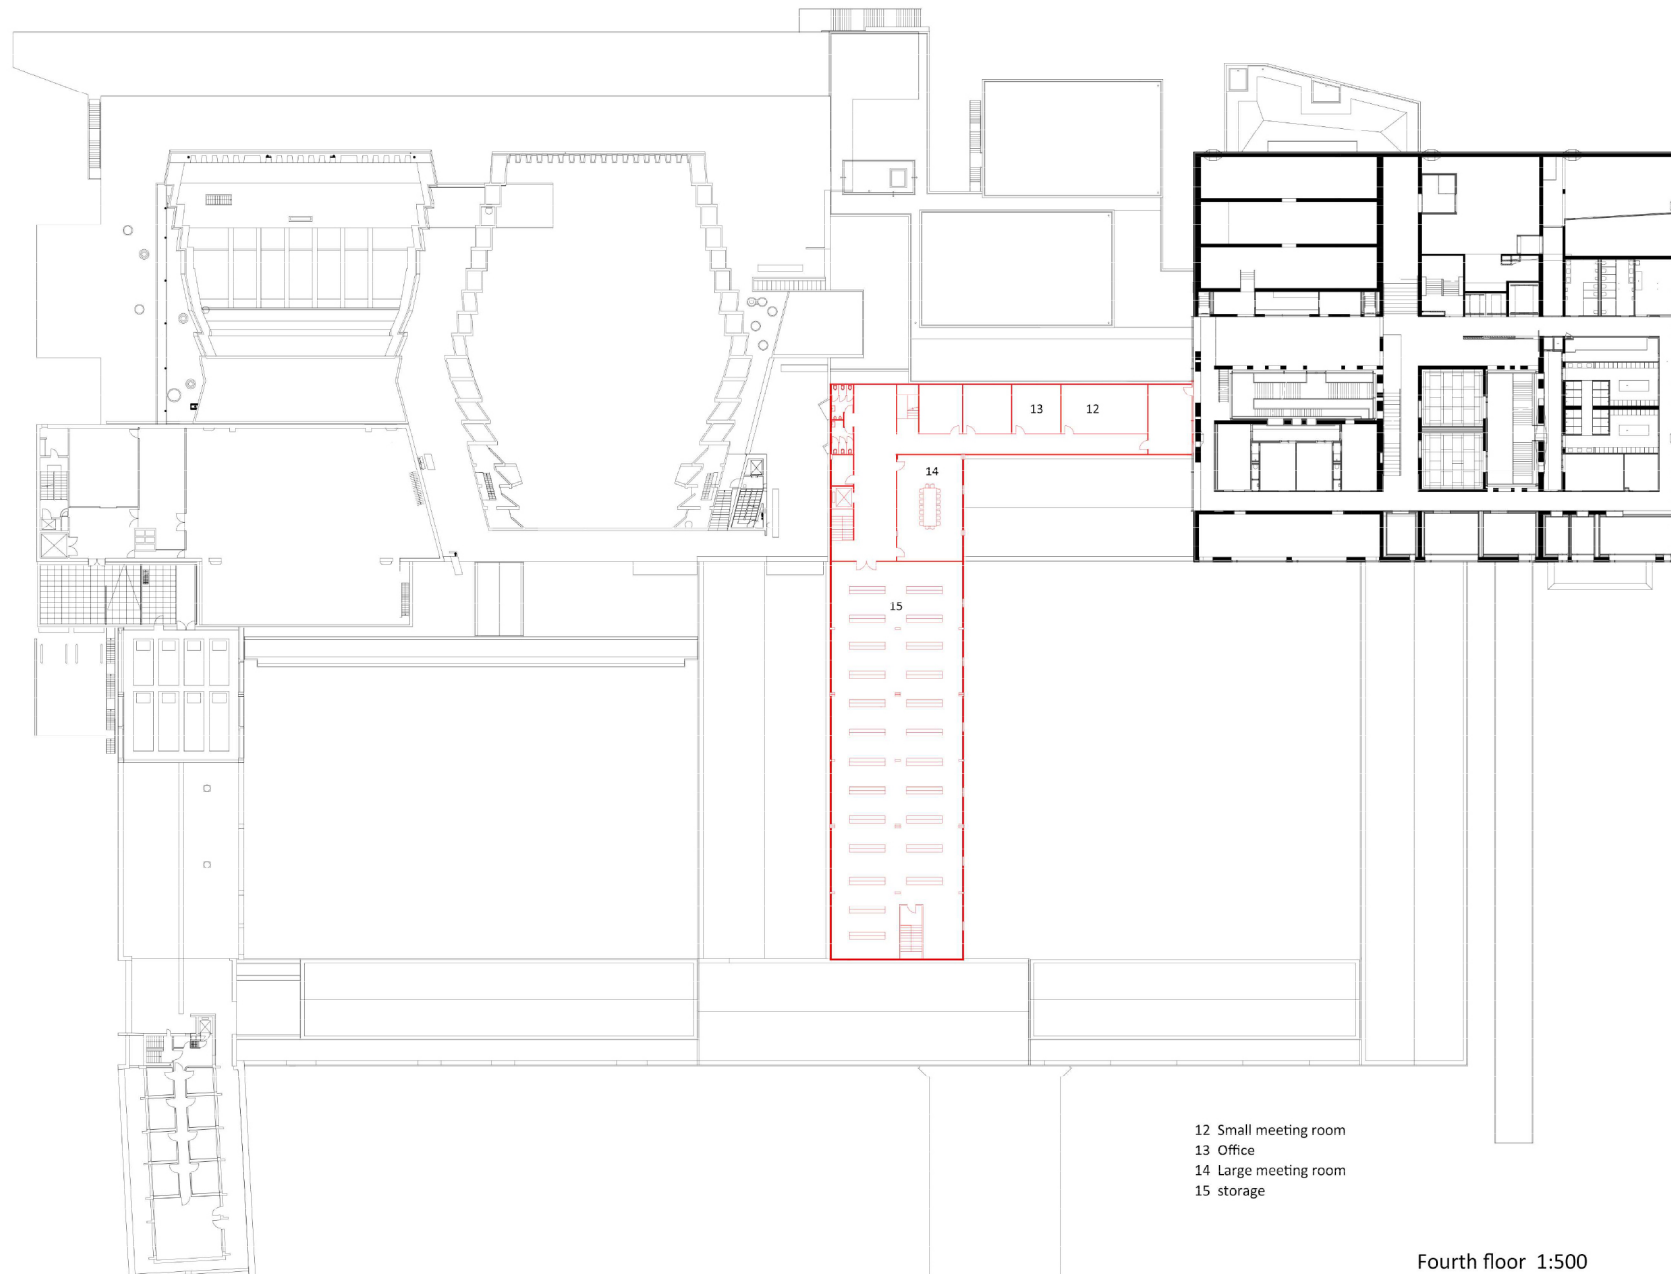 13
12
14
15
12 Small meeting room
13 Office
14 Large meeting room
15 storage
Fourth floor 1:500